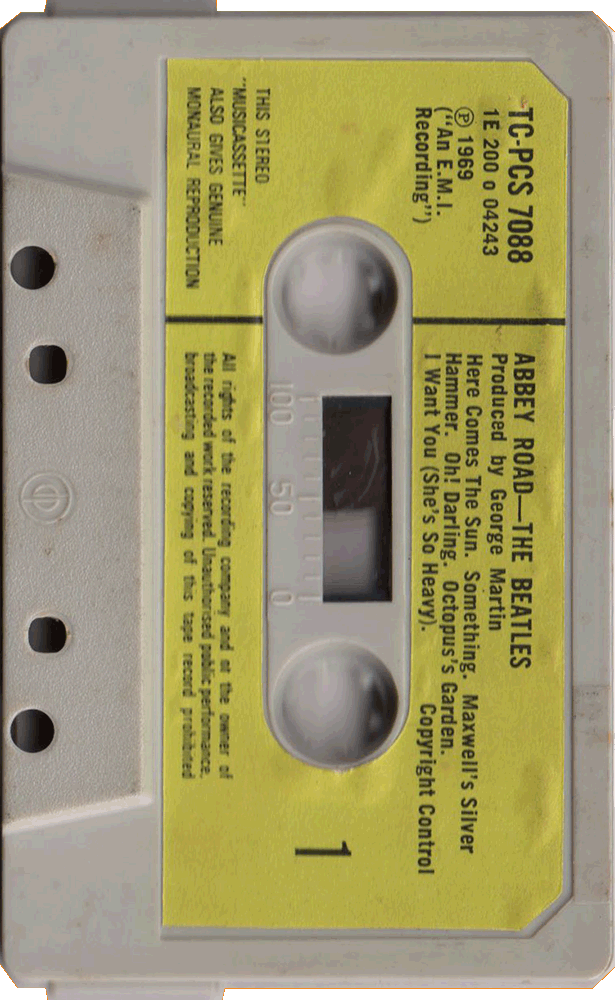 TC-PCS 7088
1E 200 o 04243
Ⓟ 1969
("An E.M.I.
Recording")
ABBEY ROAD—THE BEATLES
Produced by George Martin
Here Comes The Sun. Something. Maxwell's Silver
Hammer. Oh! Darling. Octopus's Garden.
I Want You (She's So Heavy). Copyright Control
100 50 0
1
THIS STEREO
"MUSICASSETTE"
ALSO GIVES GENUINE
MONAURAL REPRODUCTION
All rights of the recording company and ot the owner of
the recorded work reserved. Unauthorised public performance,
broadcasting and copying of this tape record prohibited